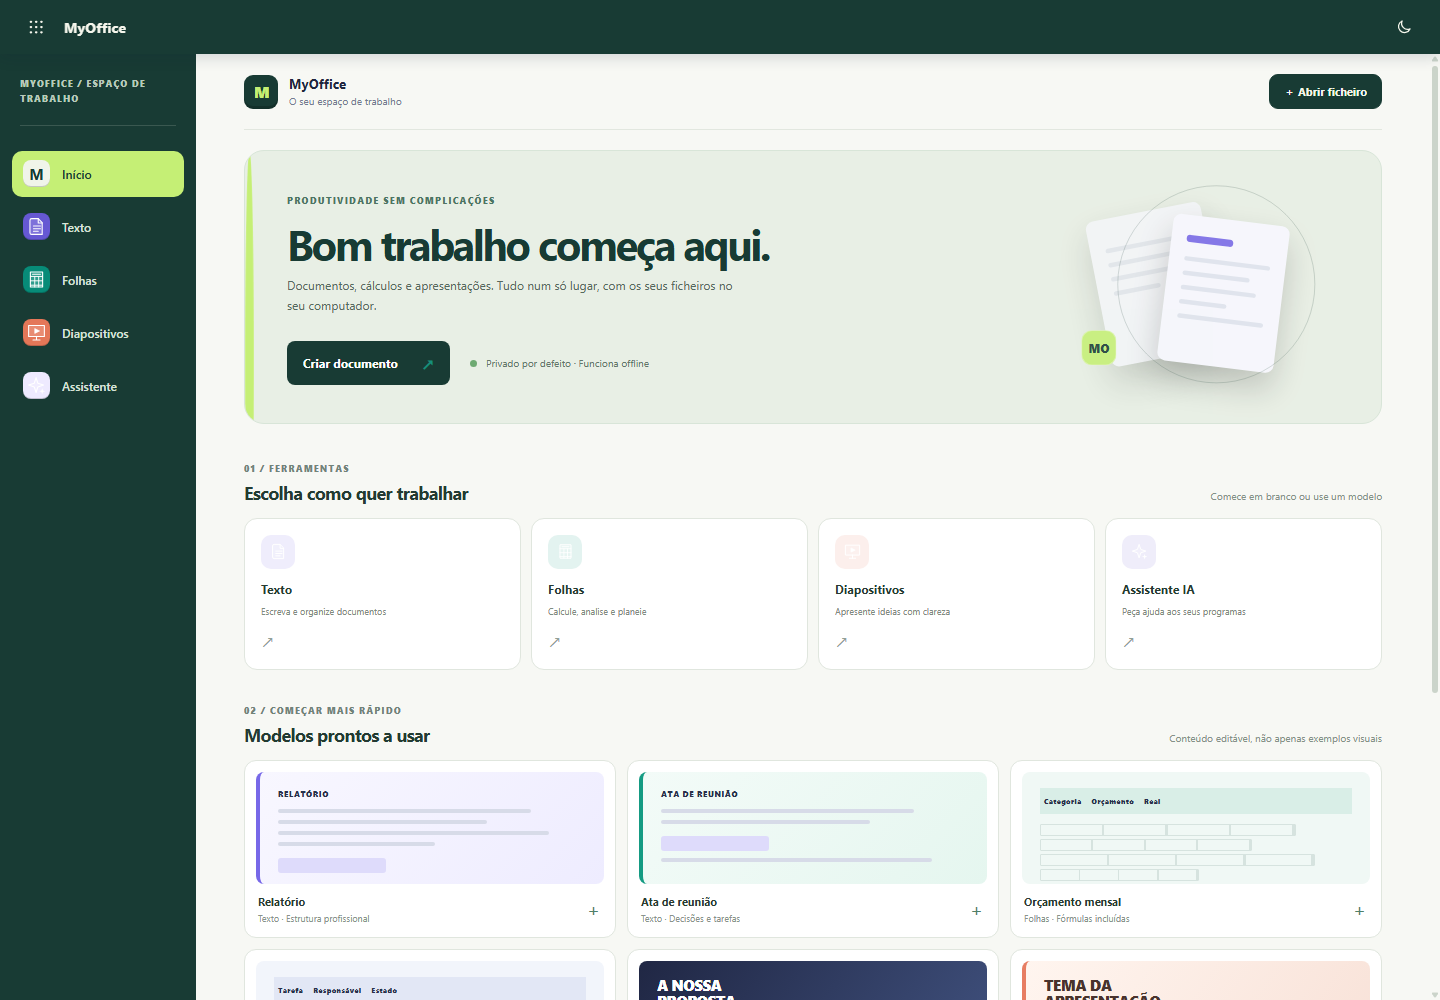 MyOffice
MYOFFICE / ESPAÇO DE
TRABALHO
M Início
Texto
Folhas
Diapositivos
Assistente
M
MyOffice
O seu espaço de trabalho
+ Abrir ficheiro
PRODUTIVIDADE SEM COMPLICAÇÕES
Bom trabalho começa aqui.
Documentos, cálculos e apresentações. Tudo num só lugar, com os seus ficheiros no
seu computador.
Criar documento ↗
Privado por defeito · Funciona offline
MO
01 / FERRAMENTAS
Escolha como quer trabalhar
Comece em branco ou use um modelo
Texto
Escreva e organize documentos
↗
Folhas
Calcule, analise e planeie
↗
Diapositivos
Apresente ideias com clareza
↗
Assistente IA
Peça ajuda aos seus programas
↗
02 / COMEÇAR MAIS RÁPIDO
Modelos prontos a usar
Conteúdo editável, não apenas exemplos visuais
RELATÓRIO
Relatório
Texto · Estrutura profissional
+
ATA DE REUNIÃO
Ata de reunião
Texto · Decisões e tarefas
+
Categoria Orçamento Real
Orçamento mensal
Folhas · Fórmulas incluídas
+
Tarefa Responsável Estado
A NOSSA
PROPOSTA
TEMA DA
APRESENTAÇÃO